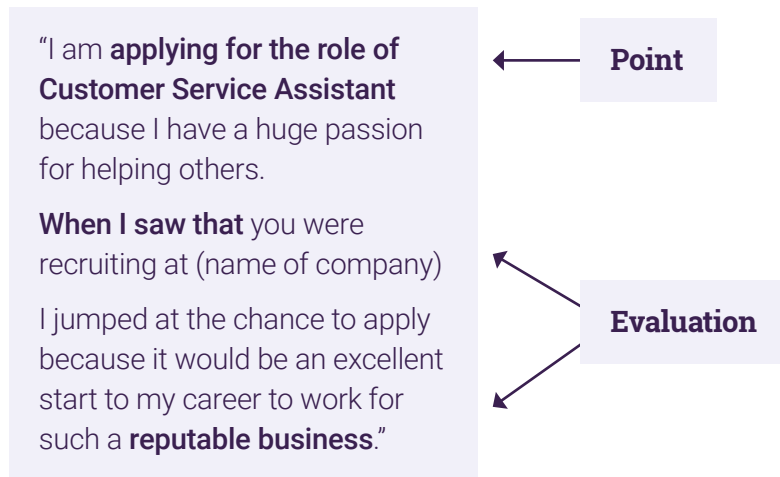 “I am applying for the role of
Customer Service Assistant
because I have a huge passion
for helping others.
When I saw that you were
recruiting at (name of company)
I jumped at the chance to apply
because it would be an excellent
start to my career to work for
such a reputable business.”
Point
Evaluation